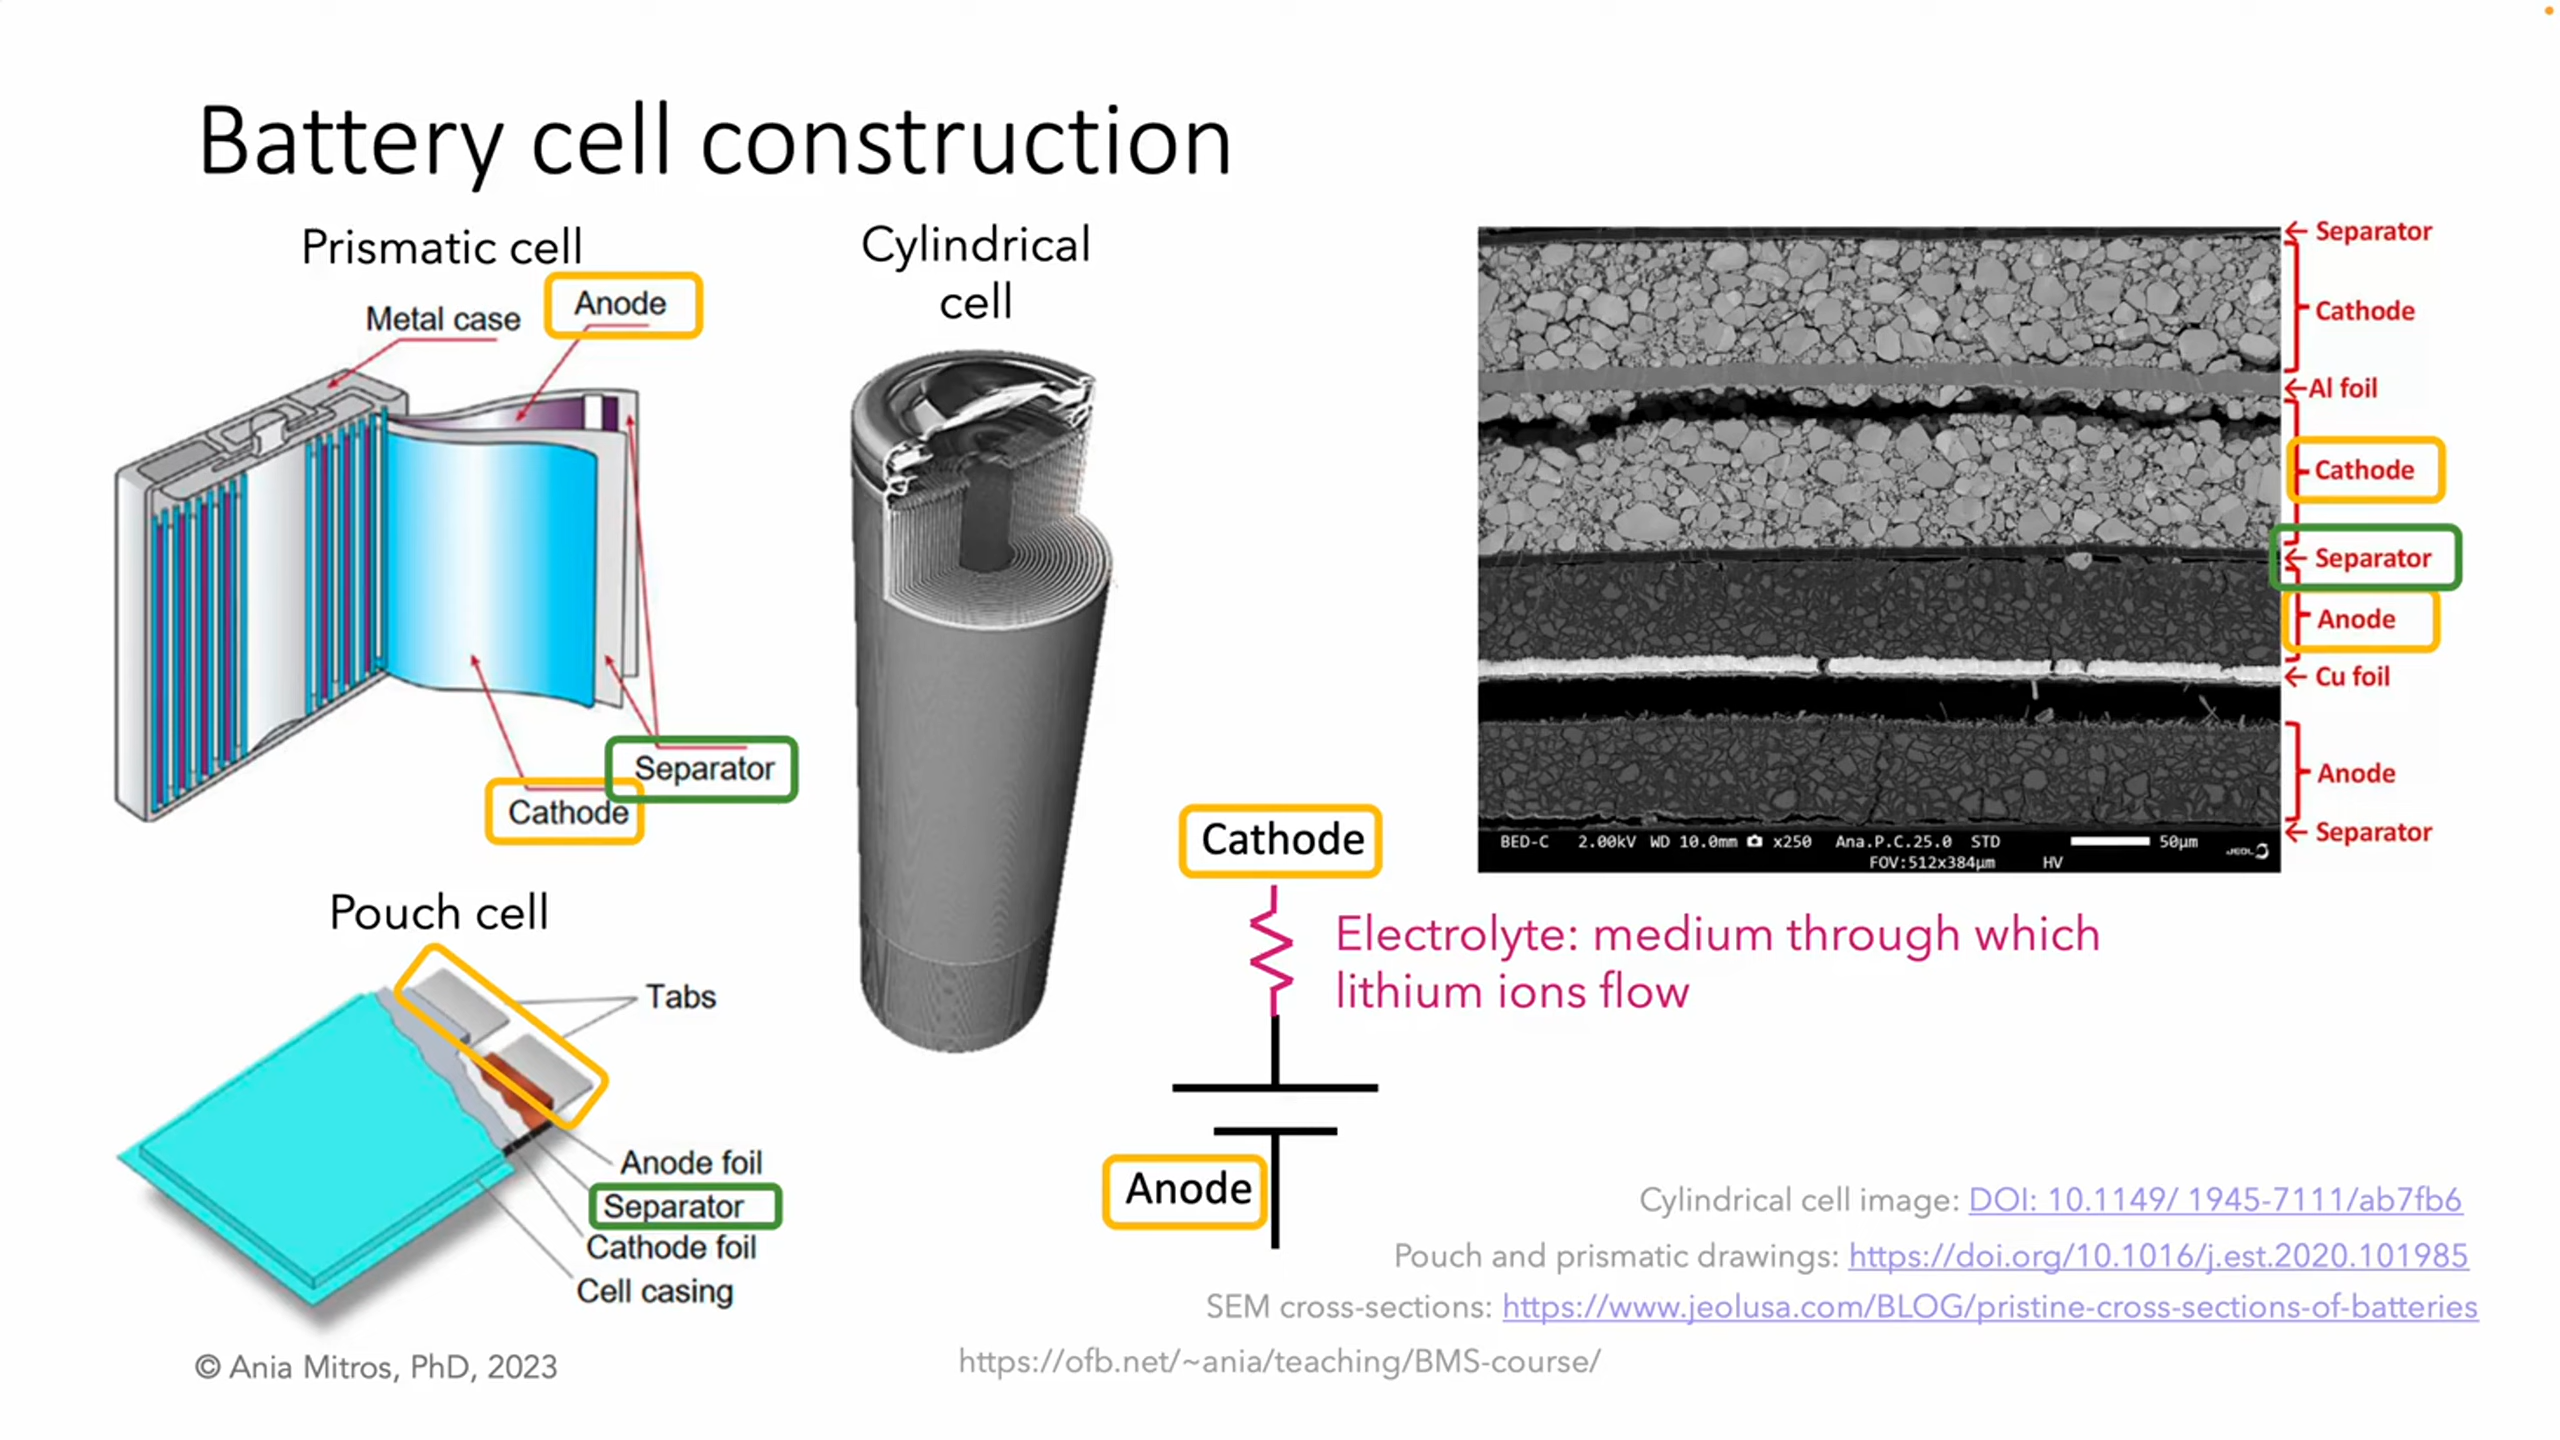 Battery cell construction
Prismatic cell
Metal case
Anode
Separator
Cathode
Cylindrical
cell
Pouch cell
Tabs
Anode foil
Separator
Cathode foil
Cell casing
Cathode
Electrolyte: medium through which
lithium ions flow
Anode
← Separator
Cathode
←Al foil
Cathode
← Separator
Anode
← Cu foil
Anode
← Separator
BED-C 2.00kV WD 10.0mm x250 Ana.P.C.25.0 STD 50µm JEOL
FOV:512x384µm HV
Cylindrical cell image: DOI: 10.1149/ 1945-7111/ab7fb6
Pouch and prismatic drawings: https://doi.org/10.1016/j.est.2020.101985
SEM cross-sections: https://www.jeolusa.com/BLOG/pristine-cross-sections-of-batteries
© Ania Mitros, PhD, 2023
https://ofb.net/~ania/teaching/BMS-course/